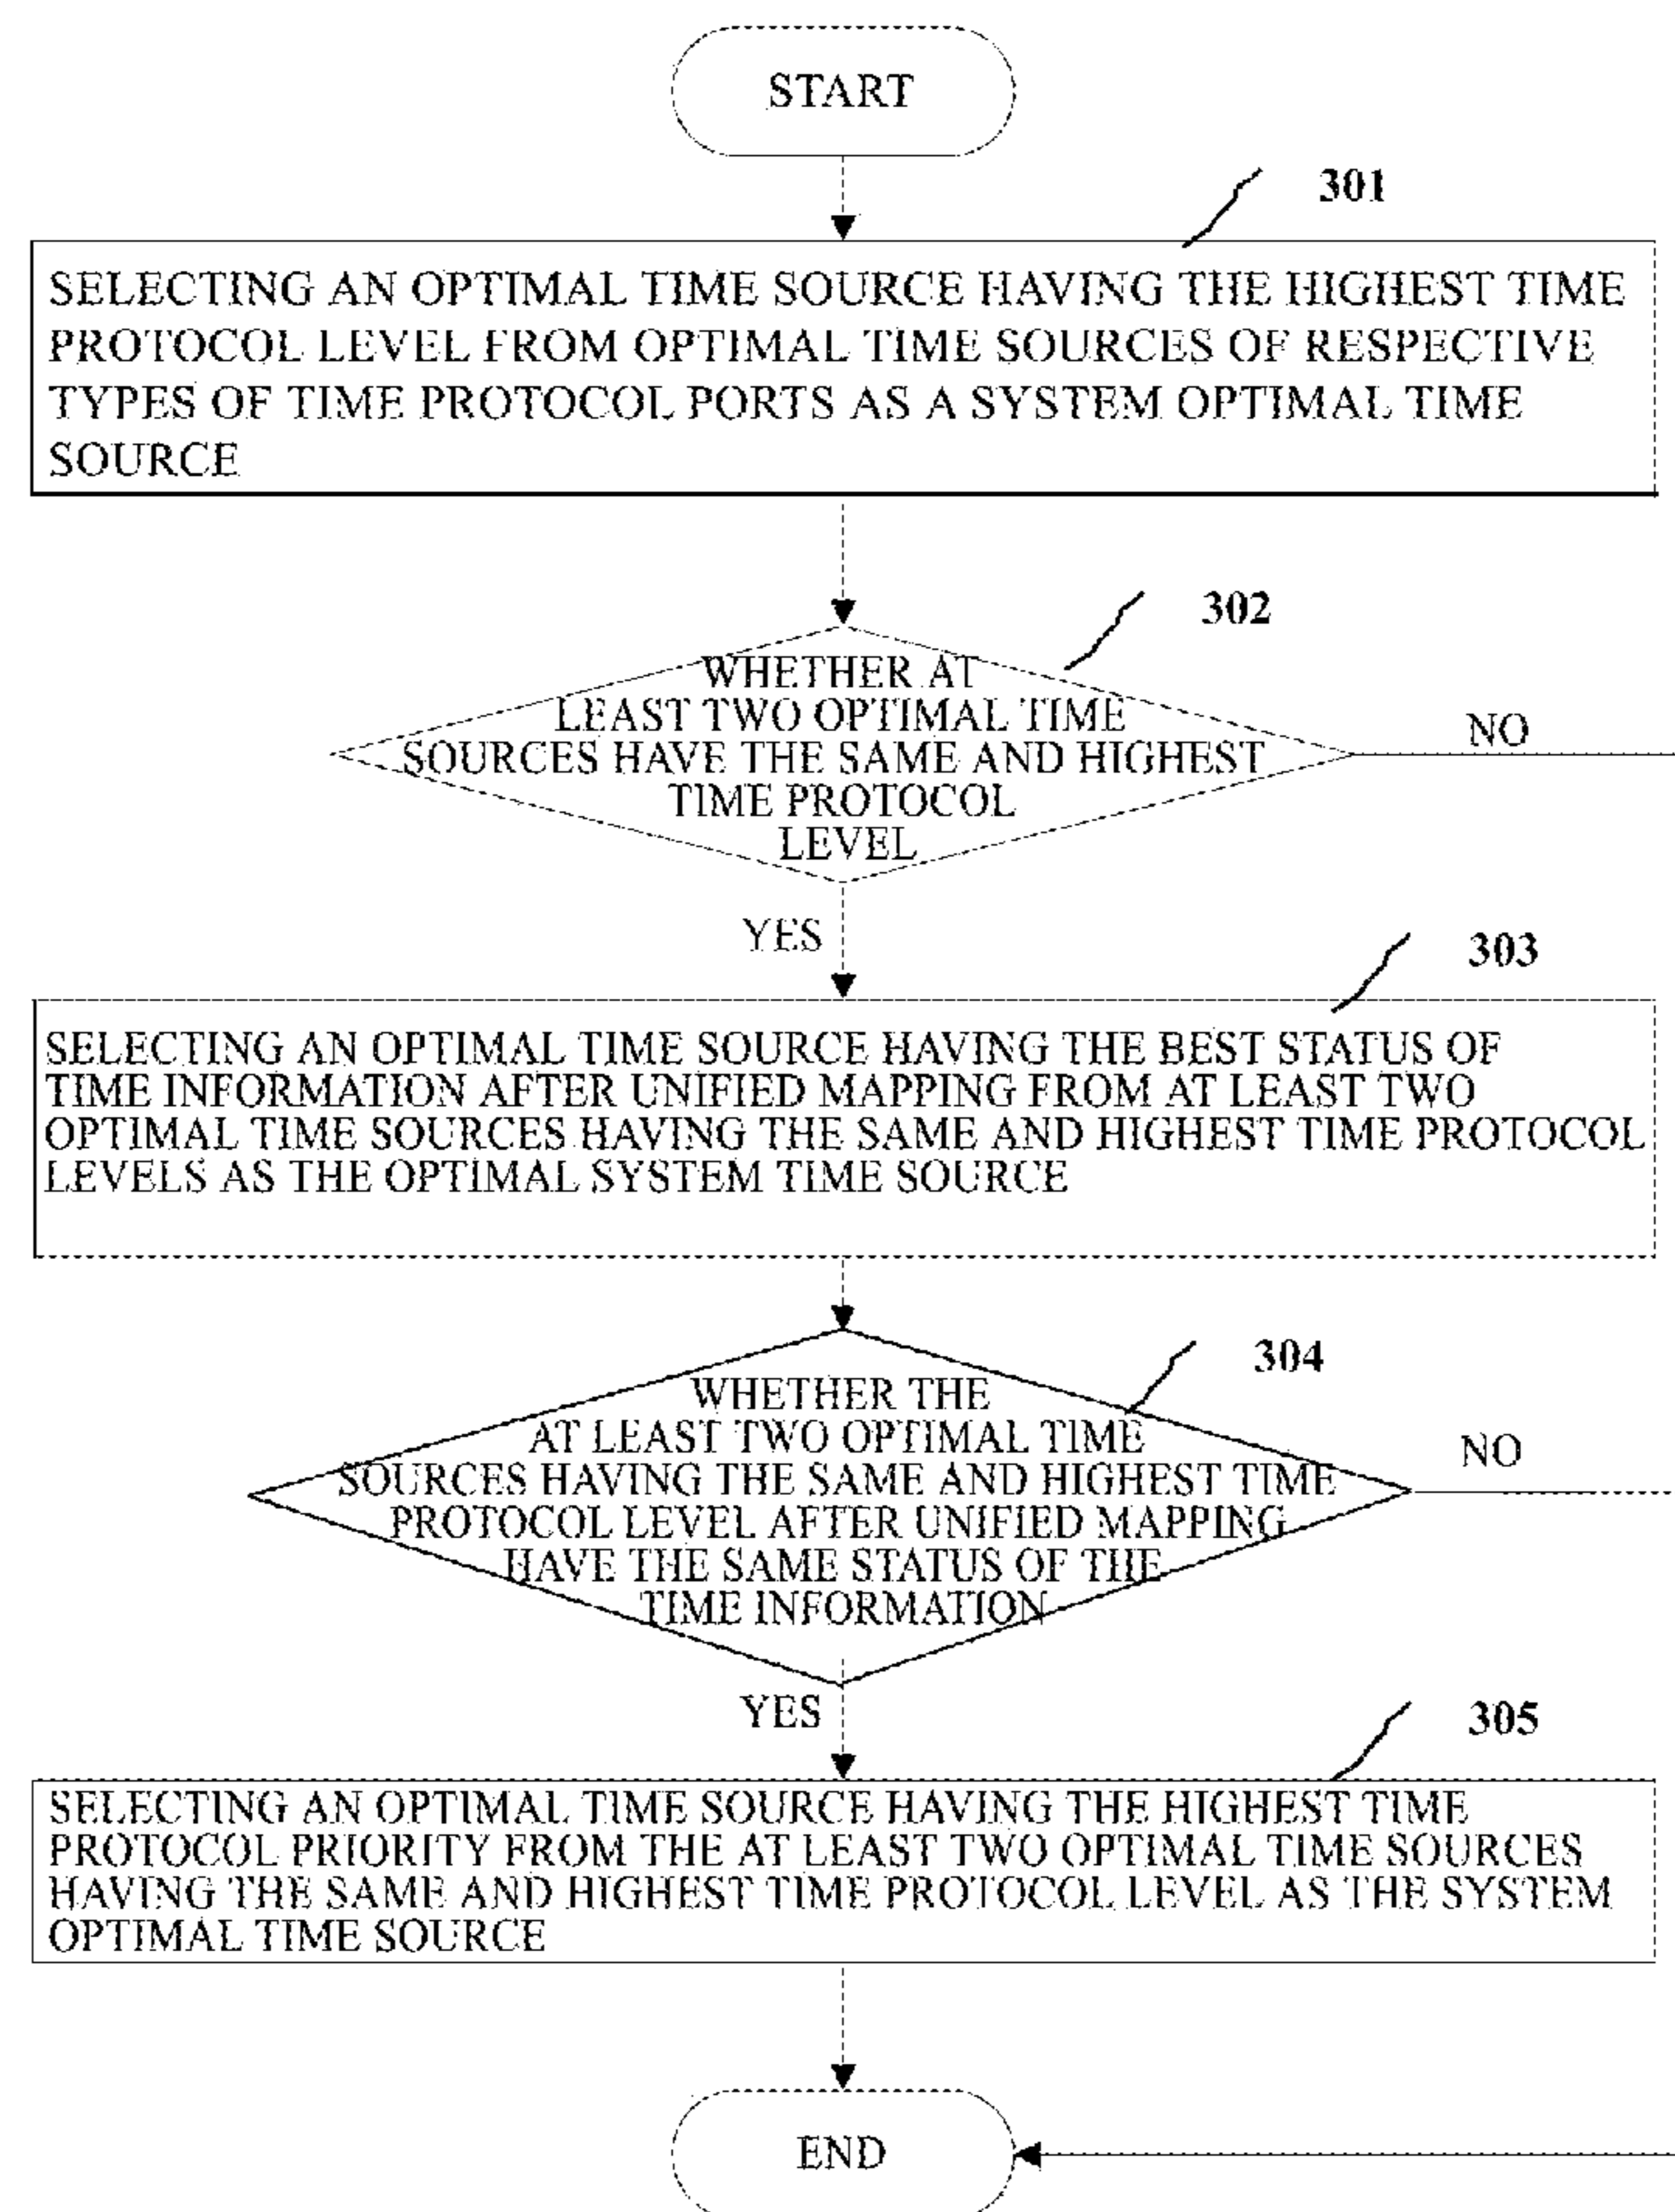 START
301
SELECTING AN OPTIMAL TIME SOURCE HAVING THE HIGHEST TIME
PROTOCOL LEVEL FROM OPTIMAL TIME SOURCES OF RESPECTIVE
TYPES OF TIME PROTOCOL PORTS AS A SYSTEM OPTIMAL TIME
SOURCE
302
WHETHER AT
LEAST TWO OPTIMAL TIME
SOURCES HAVE THE SAME AND HIGHEST
TIME PROTOCOL
LEVEL
NO
YES
303
SELECTING AN OPTIMAL TIME SOURCE HAVING THE BEST STATUS OF
TIME INFORMATION AFTER UNIFIED MAPPING FROM AT LEAST TWO
OPTIMAL TIME SOURCES HAVING THE SAME AND HIGHEST TIME PROTOCOL
LEVELS AS THE OPTIMAL SYSTEM TIME SOURCE
304
WHETHER THE
AT LEAST TWO OPTIMAL TIME
SOURCES HAVING THE SAME AND HIGHEST TIME
PROTOCOL LEVEL AFTER UNIFIED MAPPING
HAVE THE SAME STATUS OF THE
TIME INFORMATION
NO
YES
305
SELECTING AN OPTIMAL TIME SOURCE HAVING THE HIGHEST TIME
PROTOCOL PRIORITY FROM THE AT LEAST TWO OPTIMAL TIME SOURCES
HAVING THE SAME AND HIGHEST TIME PROTOCOL LEVEL AS THE SYSTEM
OPTIMAL TIME SOURCE
END